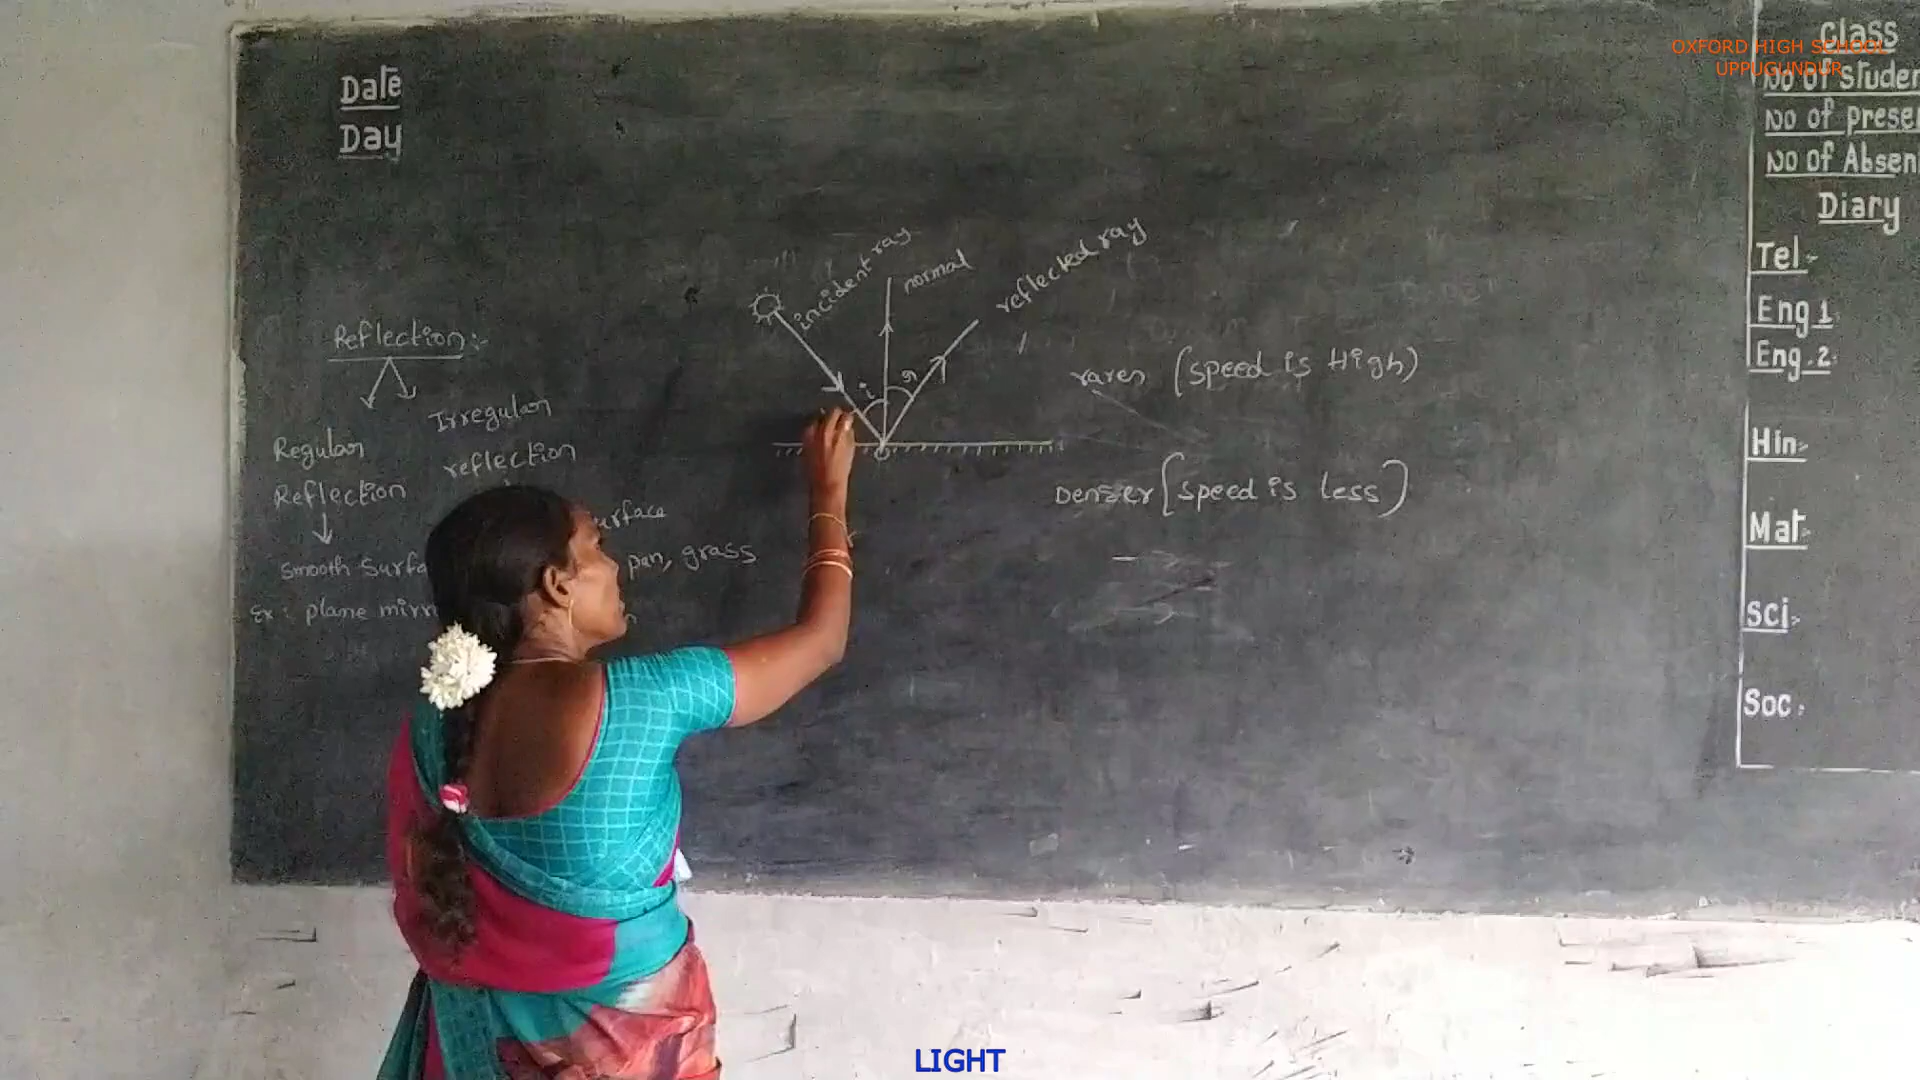 Date
Day
Reflection:-
Regular
Reflection
Smooth Surfa
Ex: plane mirr
Irregular
reflection
urface
pan, grass
incident ray
normal
reflected ray
i
r
rarer (speed is High)
Denser (speed is less)
Class
OXFORD HIGH SCHOOL
UPPUGUNDUR
No of studen
No of presen
No of Absen
Diary
Tel:-
Eng 1
Eng.2.
Hin:-
Mat:-
Sci:-
Soc:
LIGHT